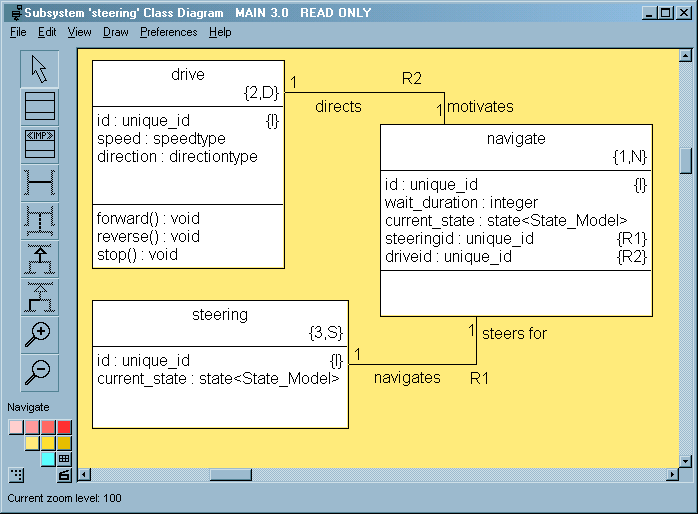 Subsystem 'steering' Class Diagram MAIN 3.0 READ ONLY
File Edit View Draw Preferences Help
drive
{2,D}
id : unique_id {I}
speed : speedtype
direction : directiontype
forward() : void
reverse() : void
stop() : void
1
R2
directs
1
motivates
navigate
{1,N}
id : unique_id {I}
wait_duration : integer
current_state : state<State_Model>
steeringid : unique_id {R1}
driveid : unique_id {R2}
steering
{3,S}
id : unique_id {I}
current_state : state<State_Model>
1
steers for
1
navigates
R1
«IMP»
Navigate
Current zoom level: 100